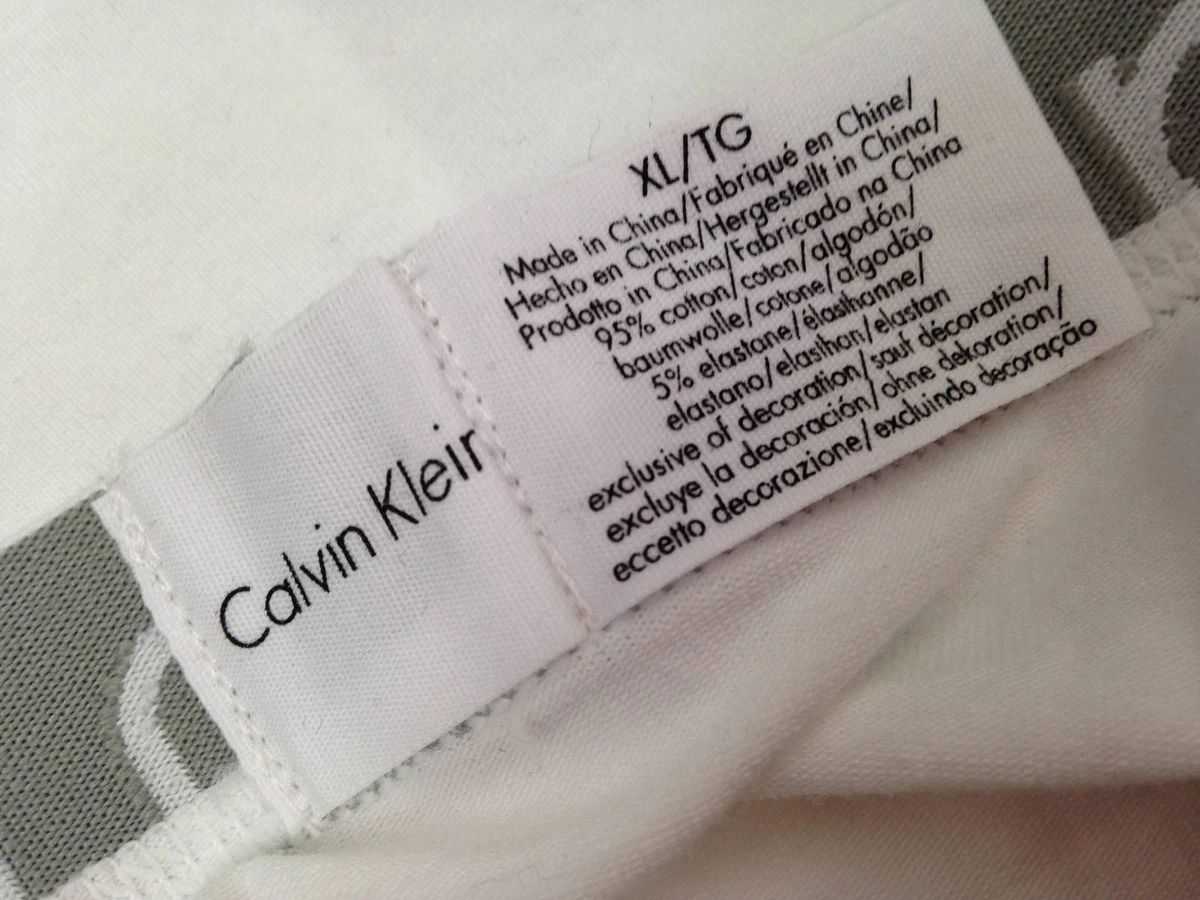 Calvin Klein
XL/TG
Made in China/Fabriqué en Chine/
Hecho en China/Hergestellt in China/
Prodotto in China/Fabricado na China
95% cotton/coton/algodón/
baumwolle/cotone/algodão
5% elastane/élasthanne/
elastano/elasthan/elastan
exclusive of decoration/sauf décoration/
excluye la decoración/ohne dekoration/
eccetto decorazione/excluindo decoração